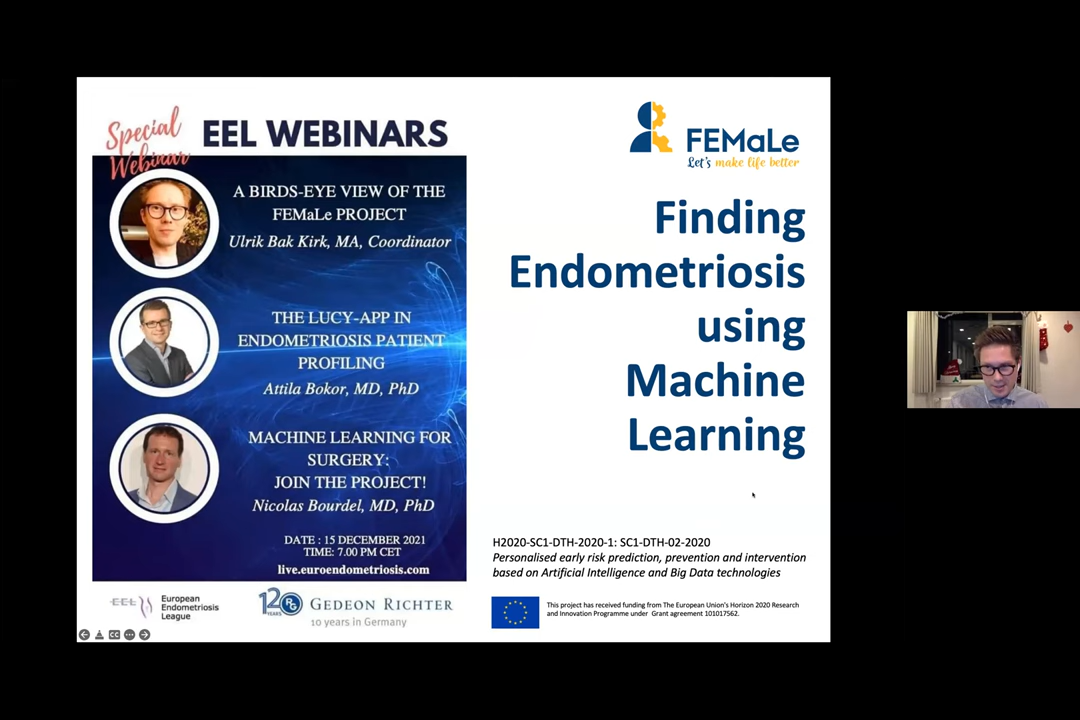 Special
Webinar
EEL WEBINARS
A BIRDS-EYE VIEW OF THE
FEMaLe PROJECT
Ulrik Bak Kirk, MA, Coordinator
THE LUCY-APP IN
ENDOMETRIOSIS PATIENT
PROFILING
Attila Bokor, MD, PhD
MACHINE LEARNING FOR
SURGERY:
JOIN THE PROJECT!
Nicolas Bourdel, MD, PhD
DATE : 15 DECEMBER 2021
TIME: 7.00 PM CET
live.euroendometriosis.com
EEL
European
Endometriosis
League
120
YEARS
RG
GEDEON RICHTER
10 years in Germany
FEMaLe
Let's make life better
Finding
Endometriosis
using
Machine
Learning
H2020-SC1-DTH-2020-1: SC1-DTH-02-2020
Personalised early risk prediction, prevention and intervention
based on Artificial Intelligence and Big Data technologies
This project has received funding from The European Union's Horizon 2020 Research
and Innovation Programme under Grant agreement 101017562.
CC